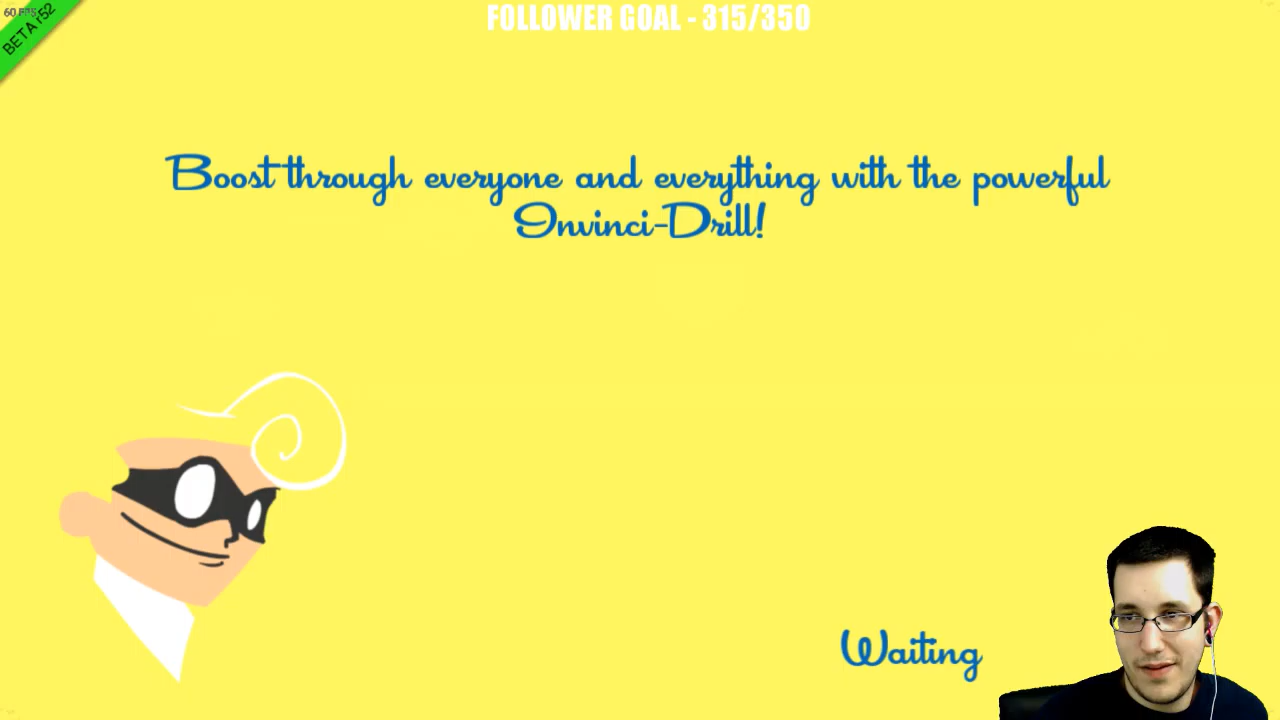 60 FPS
BETA r52
FOLLOWER GOAL - 315/350
Boost through everyone and everything with the powerful
Invinci-Drill!
Waiting